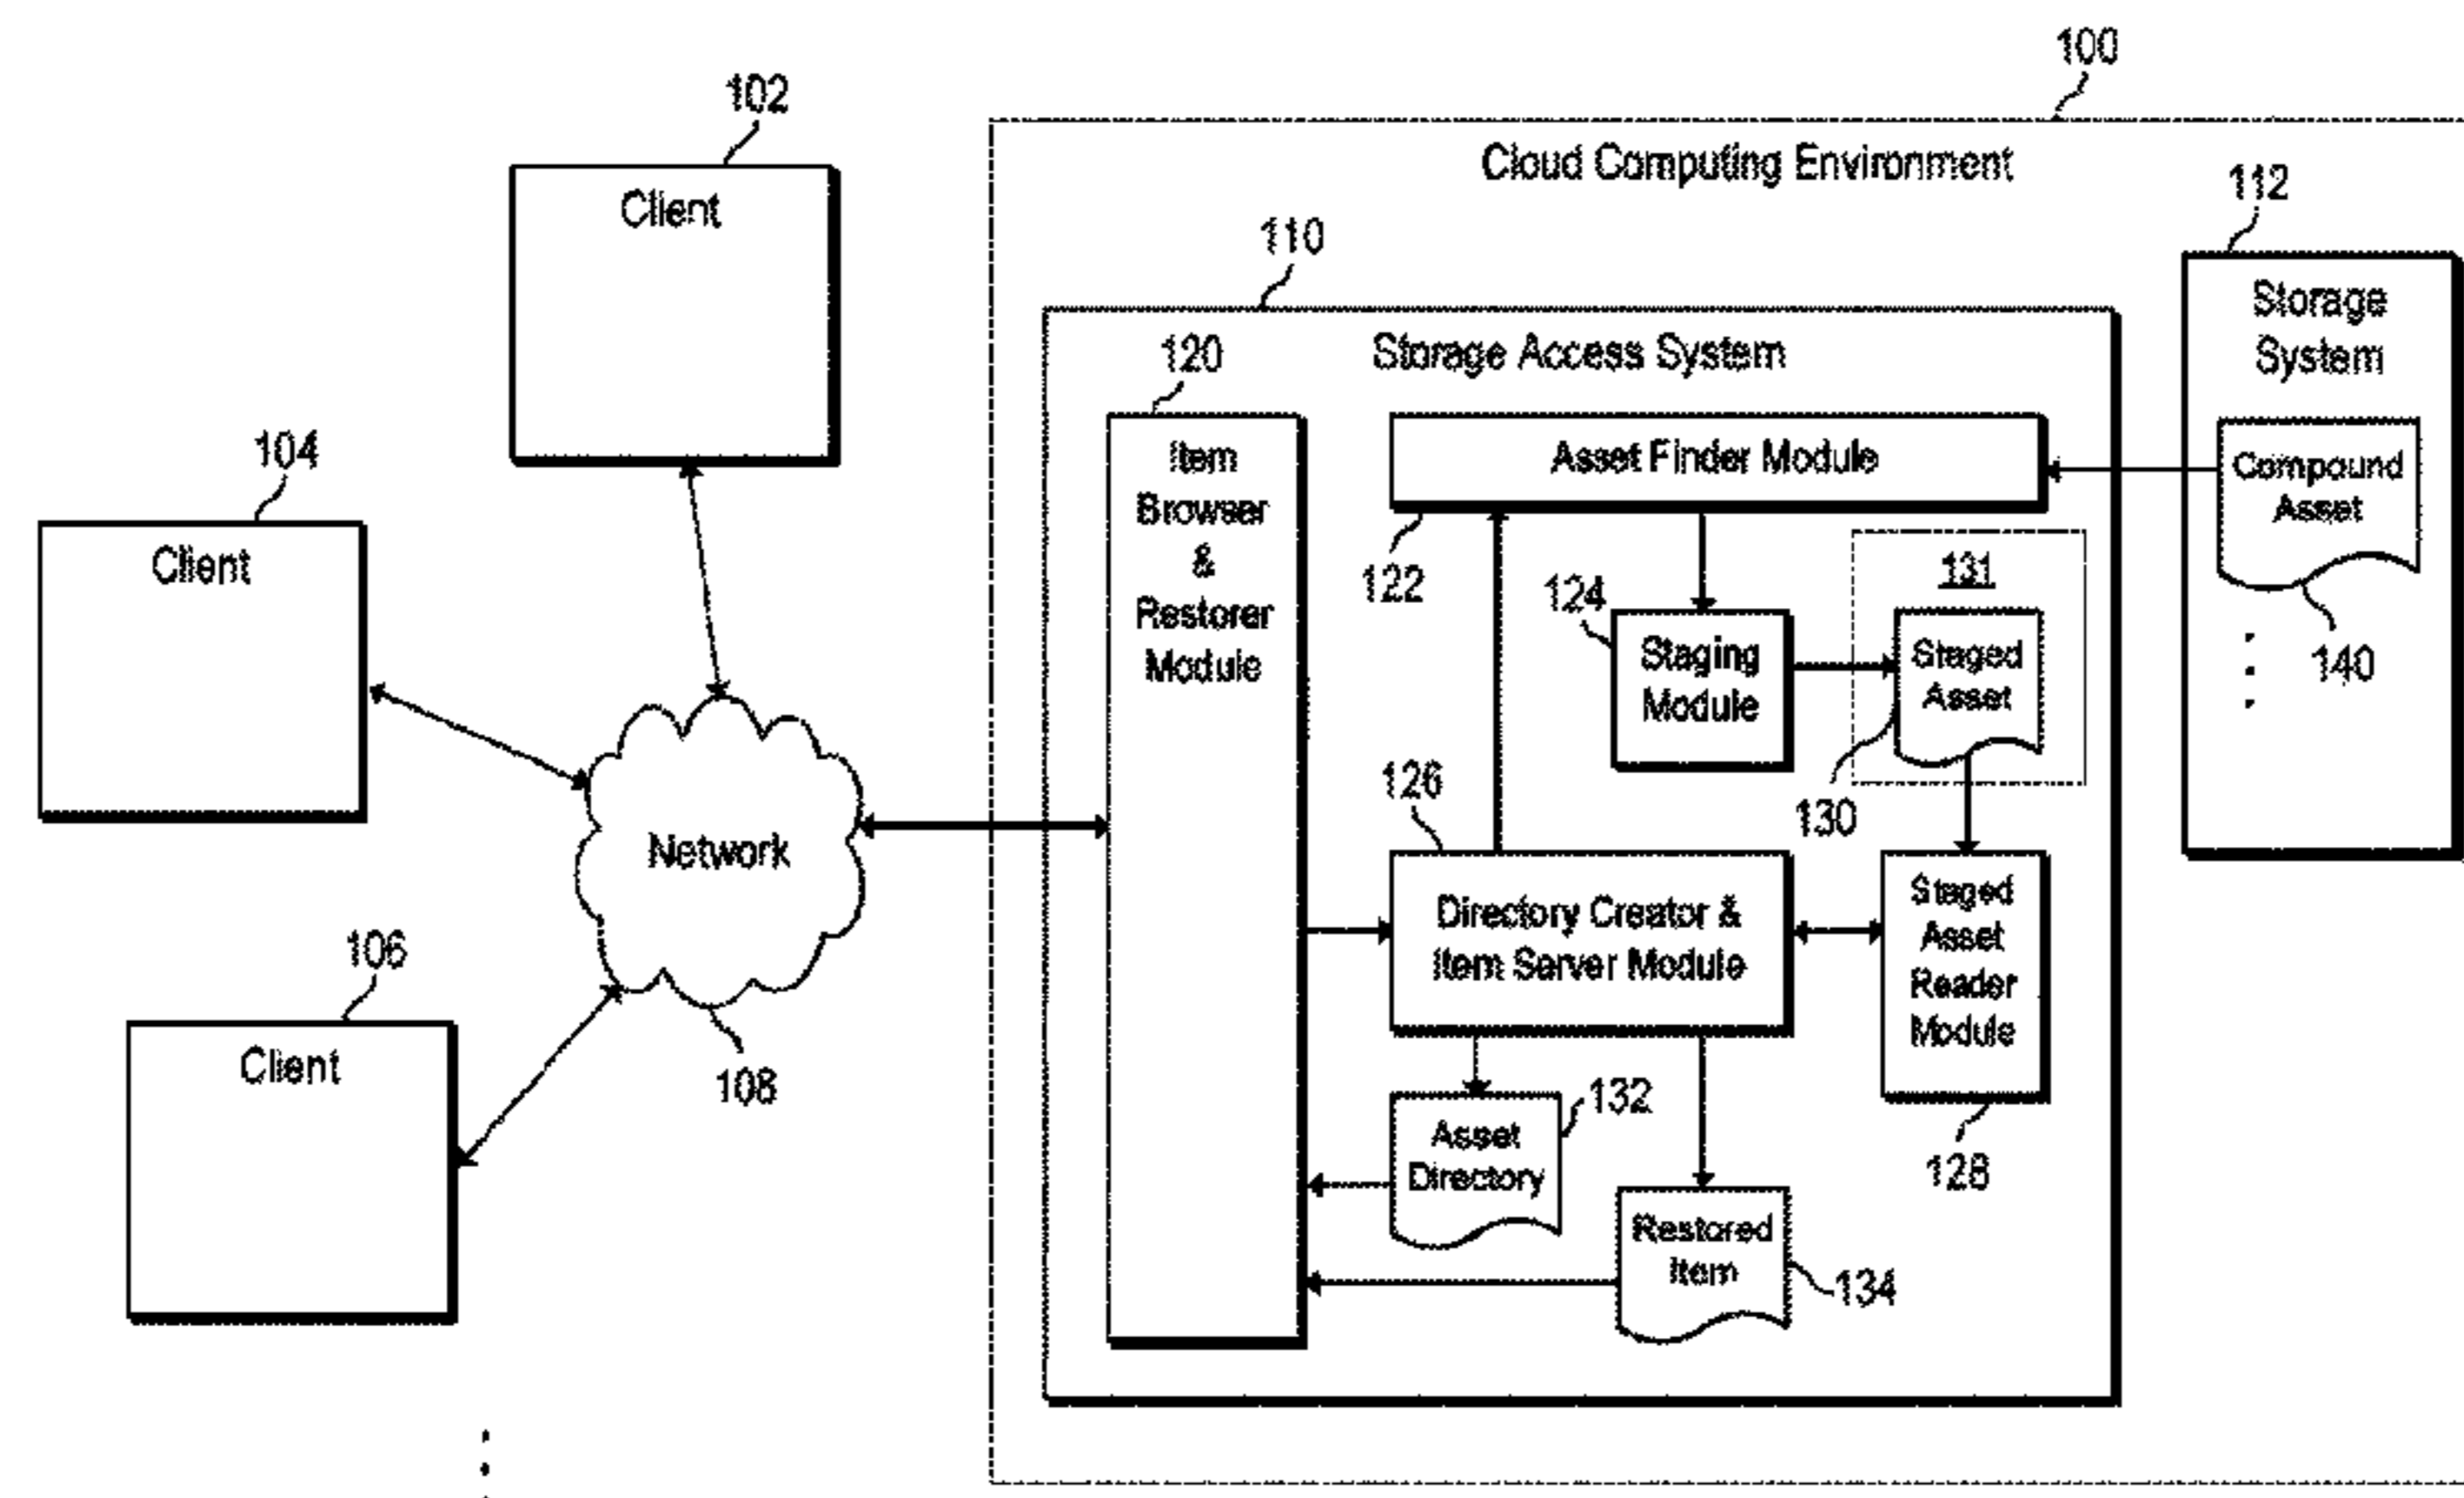 100
102
Cloud Computing Environment
112
Client
110
Storage
System
120
Storage Access System
104
Item
Browser
&
Restorer
Module
Asset Finder Module
Compound
Asset
Client
122
131
124
140
Staging
Module
Staged
Asset
126
130
Network
Directory Creator &
Item Server Module
Staged
Asset
Reader
Module
106
Client
108
132
Asset
Directory
128
Restored
Item
134